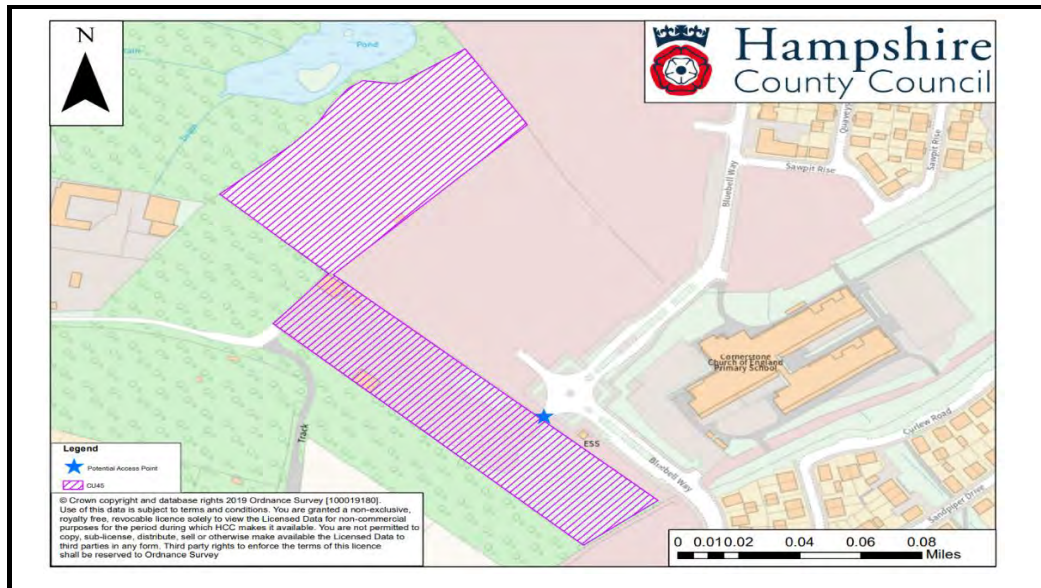 N
Hampshire
County Council
Pond
Drain
Quavey
Sawpit Rise
Sawpit Rise
Bluebell Way
Cornerstone
Church of England
Primary School
Curlew Road
ESS
Bluebell Way
Sandpiper Drive
Track
Legend
Potential Access Point
CU45
© Crown copyright and database rights 2019 Ordnance Survey [100019180].
Use of this data is subject to terms and conditions. You are granted a non-exclusive,
royalty free, revocable licence solely to view the Licensed Data for non-commercial
purposes for the period during which HCC makes it available. You are not permitted to
copy, sub-license, distribute, sell or otherwise make available the Licensed Data to
third parties in any form. Third party rights to enforce the terms of this licence
shall be reserved to Ordnance Survey
0 0.010.02 0.04 0.06 0.08
Miles